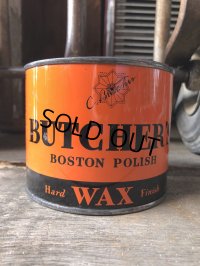 BUTCHER'S
SOLD OUT
BOSTON POLISH
Hard WAX Finish